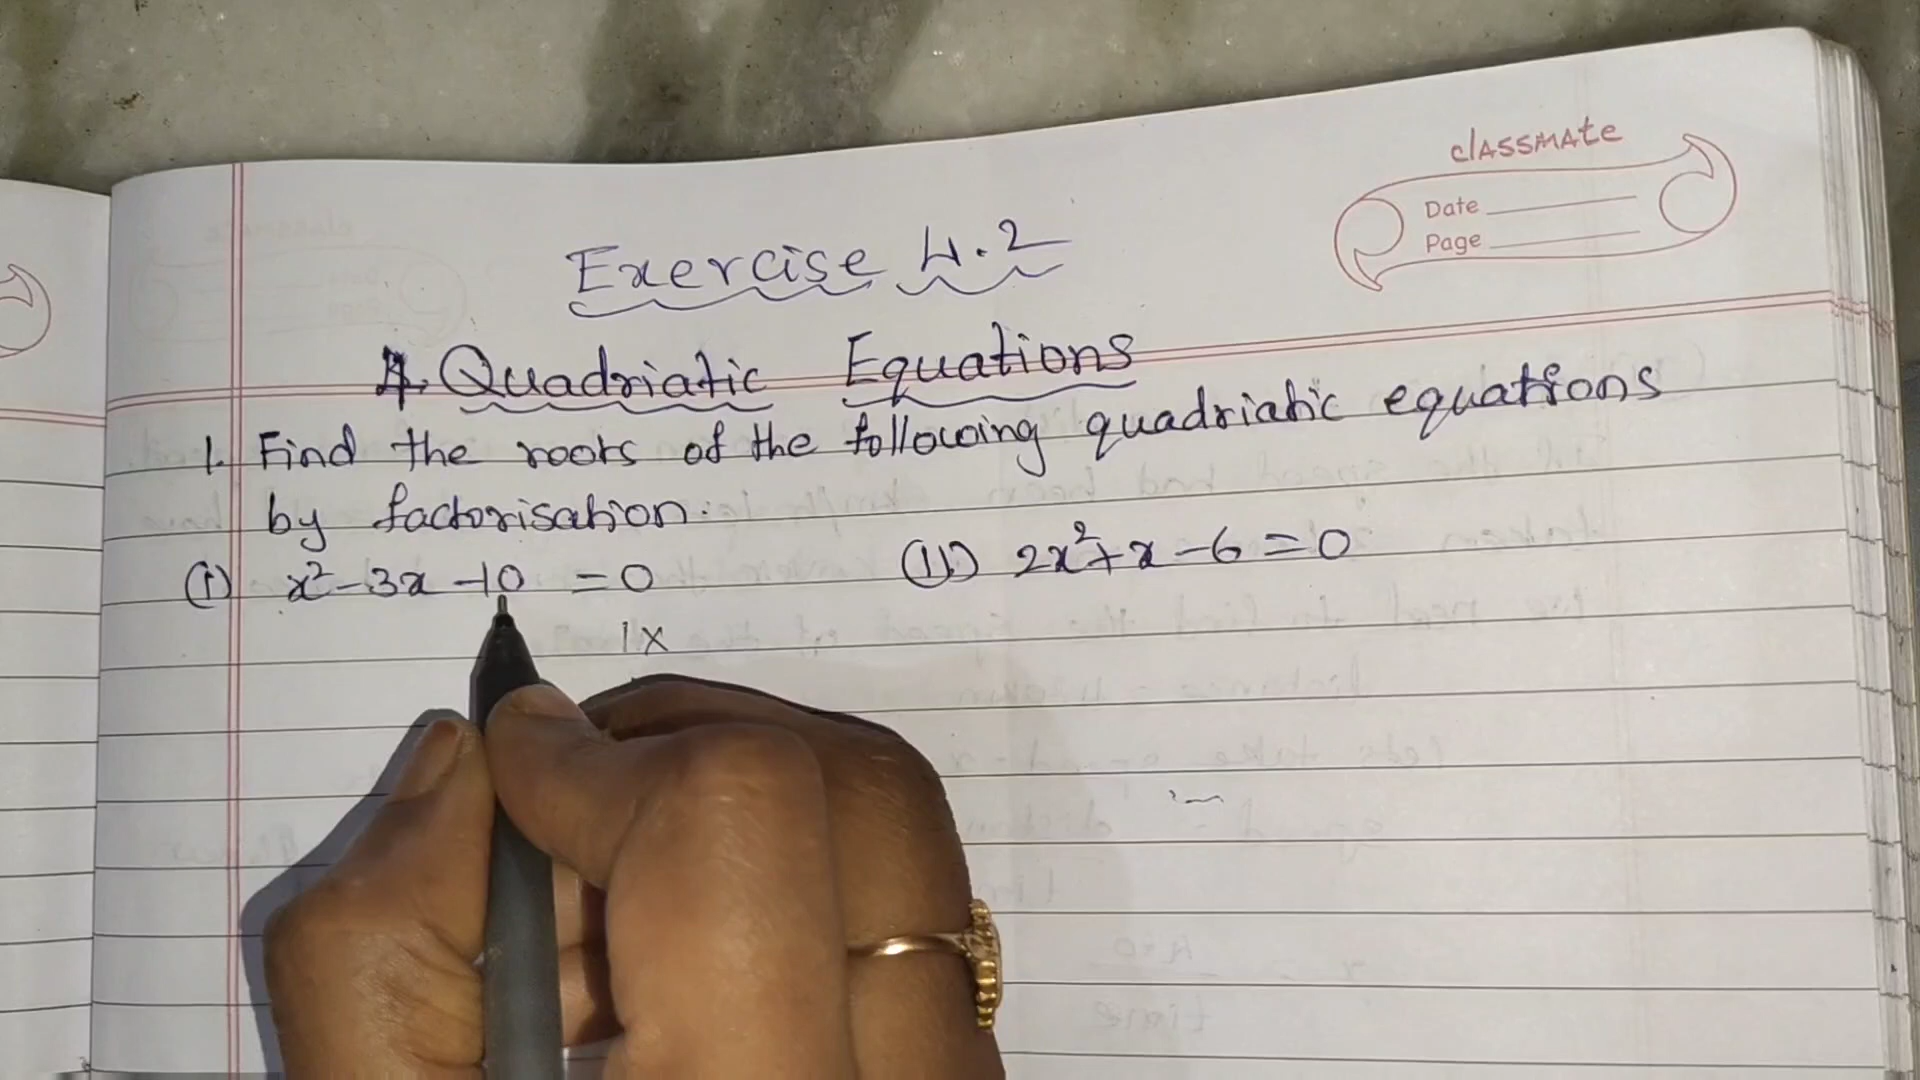 classmate
Date
Page
Exercise 4.2
4. Quadriatic Equations
1. Find the roots of the following quadriatic equations
by factorisation.
(i) x² - 3x - 10 = 0
(ii) 2x² + x - 6 = 0
1x